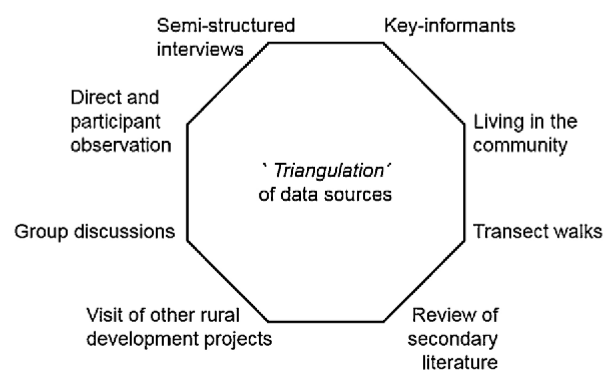 Semi-structured
interviews
Key-informants
Direct and
participant
observation
Living in the
community
` Triangulation´
of data sources
Group discussions
Transect walks
Visit of other rural
development projects
Review of
secondary
literature